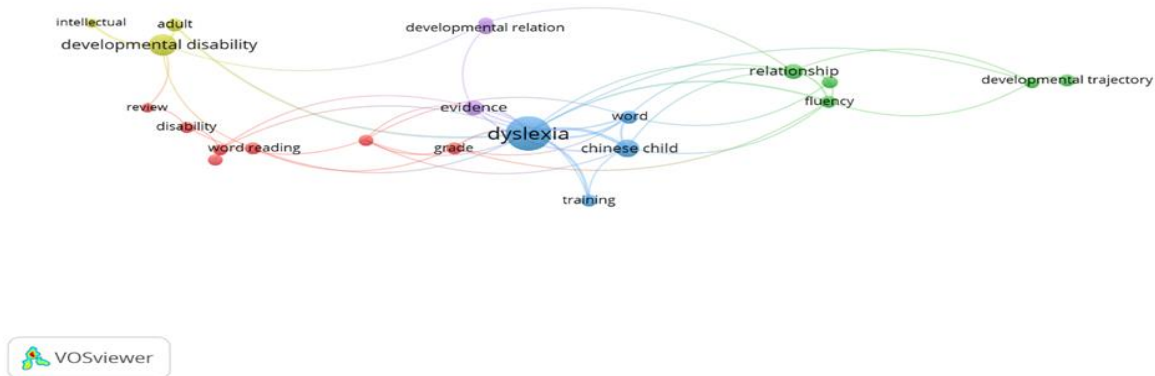 intellectual
adult
developmental relation
developmental disability
relationship
developmental trajectory
review
evidence
fluency
disability
word
dyslexia
word reading
grade
chinese child
training
VOSviewer